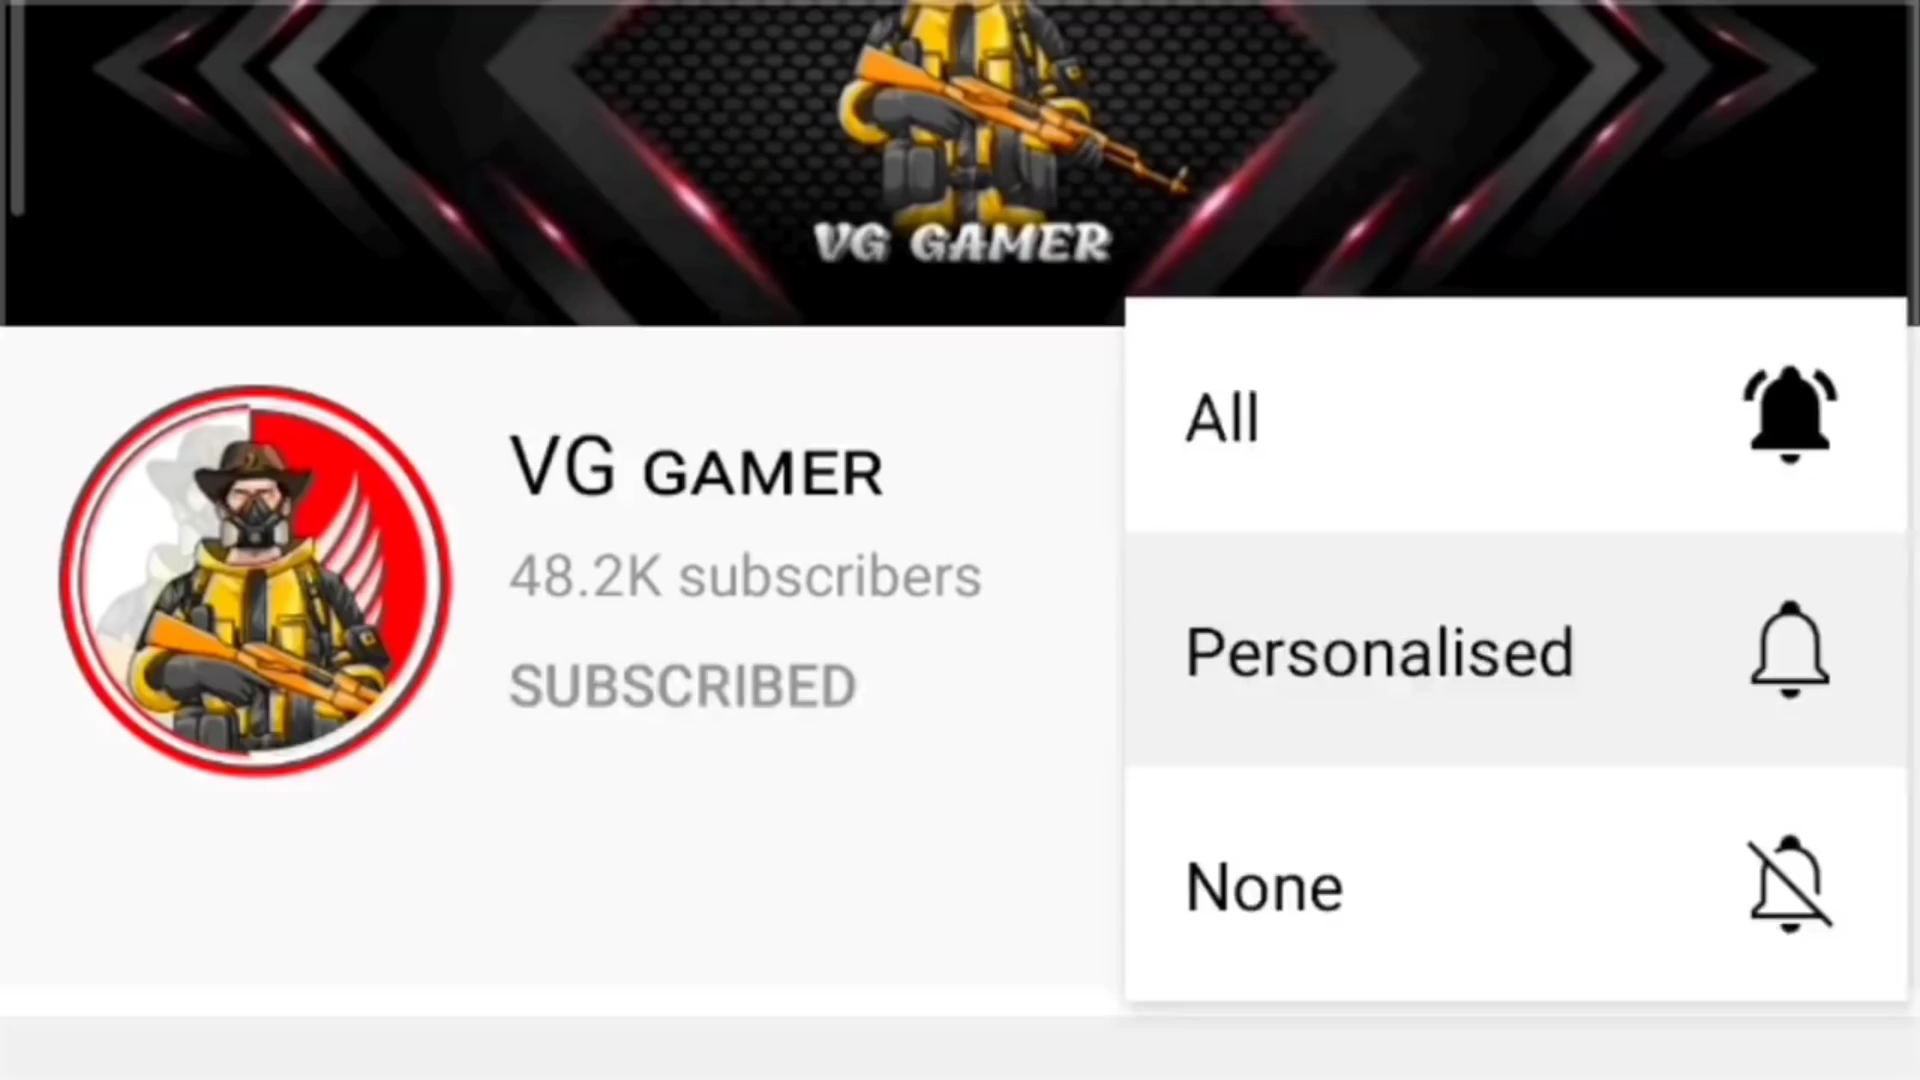 VG GAMER
VG GAMER
48.2K subscribers
SUBSCRIBED
All
Personalised
None